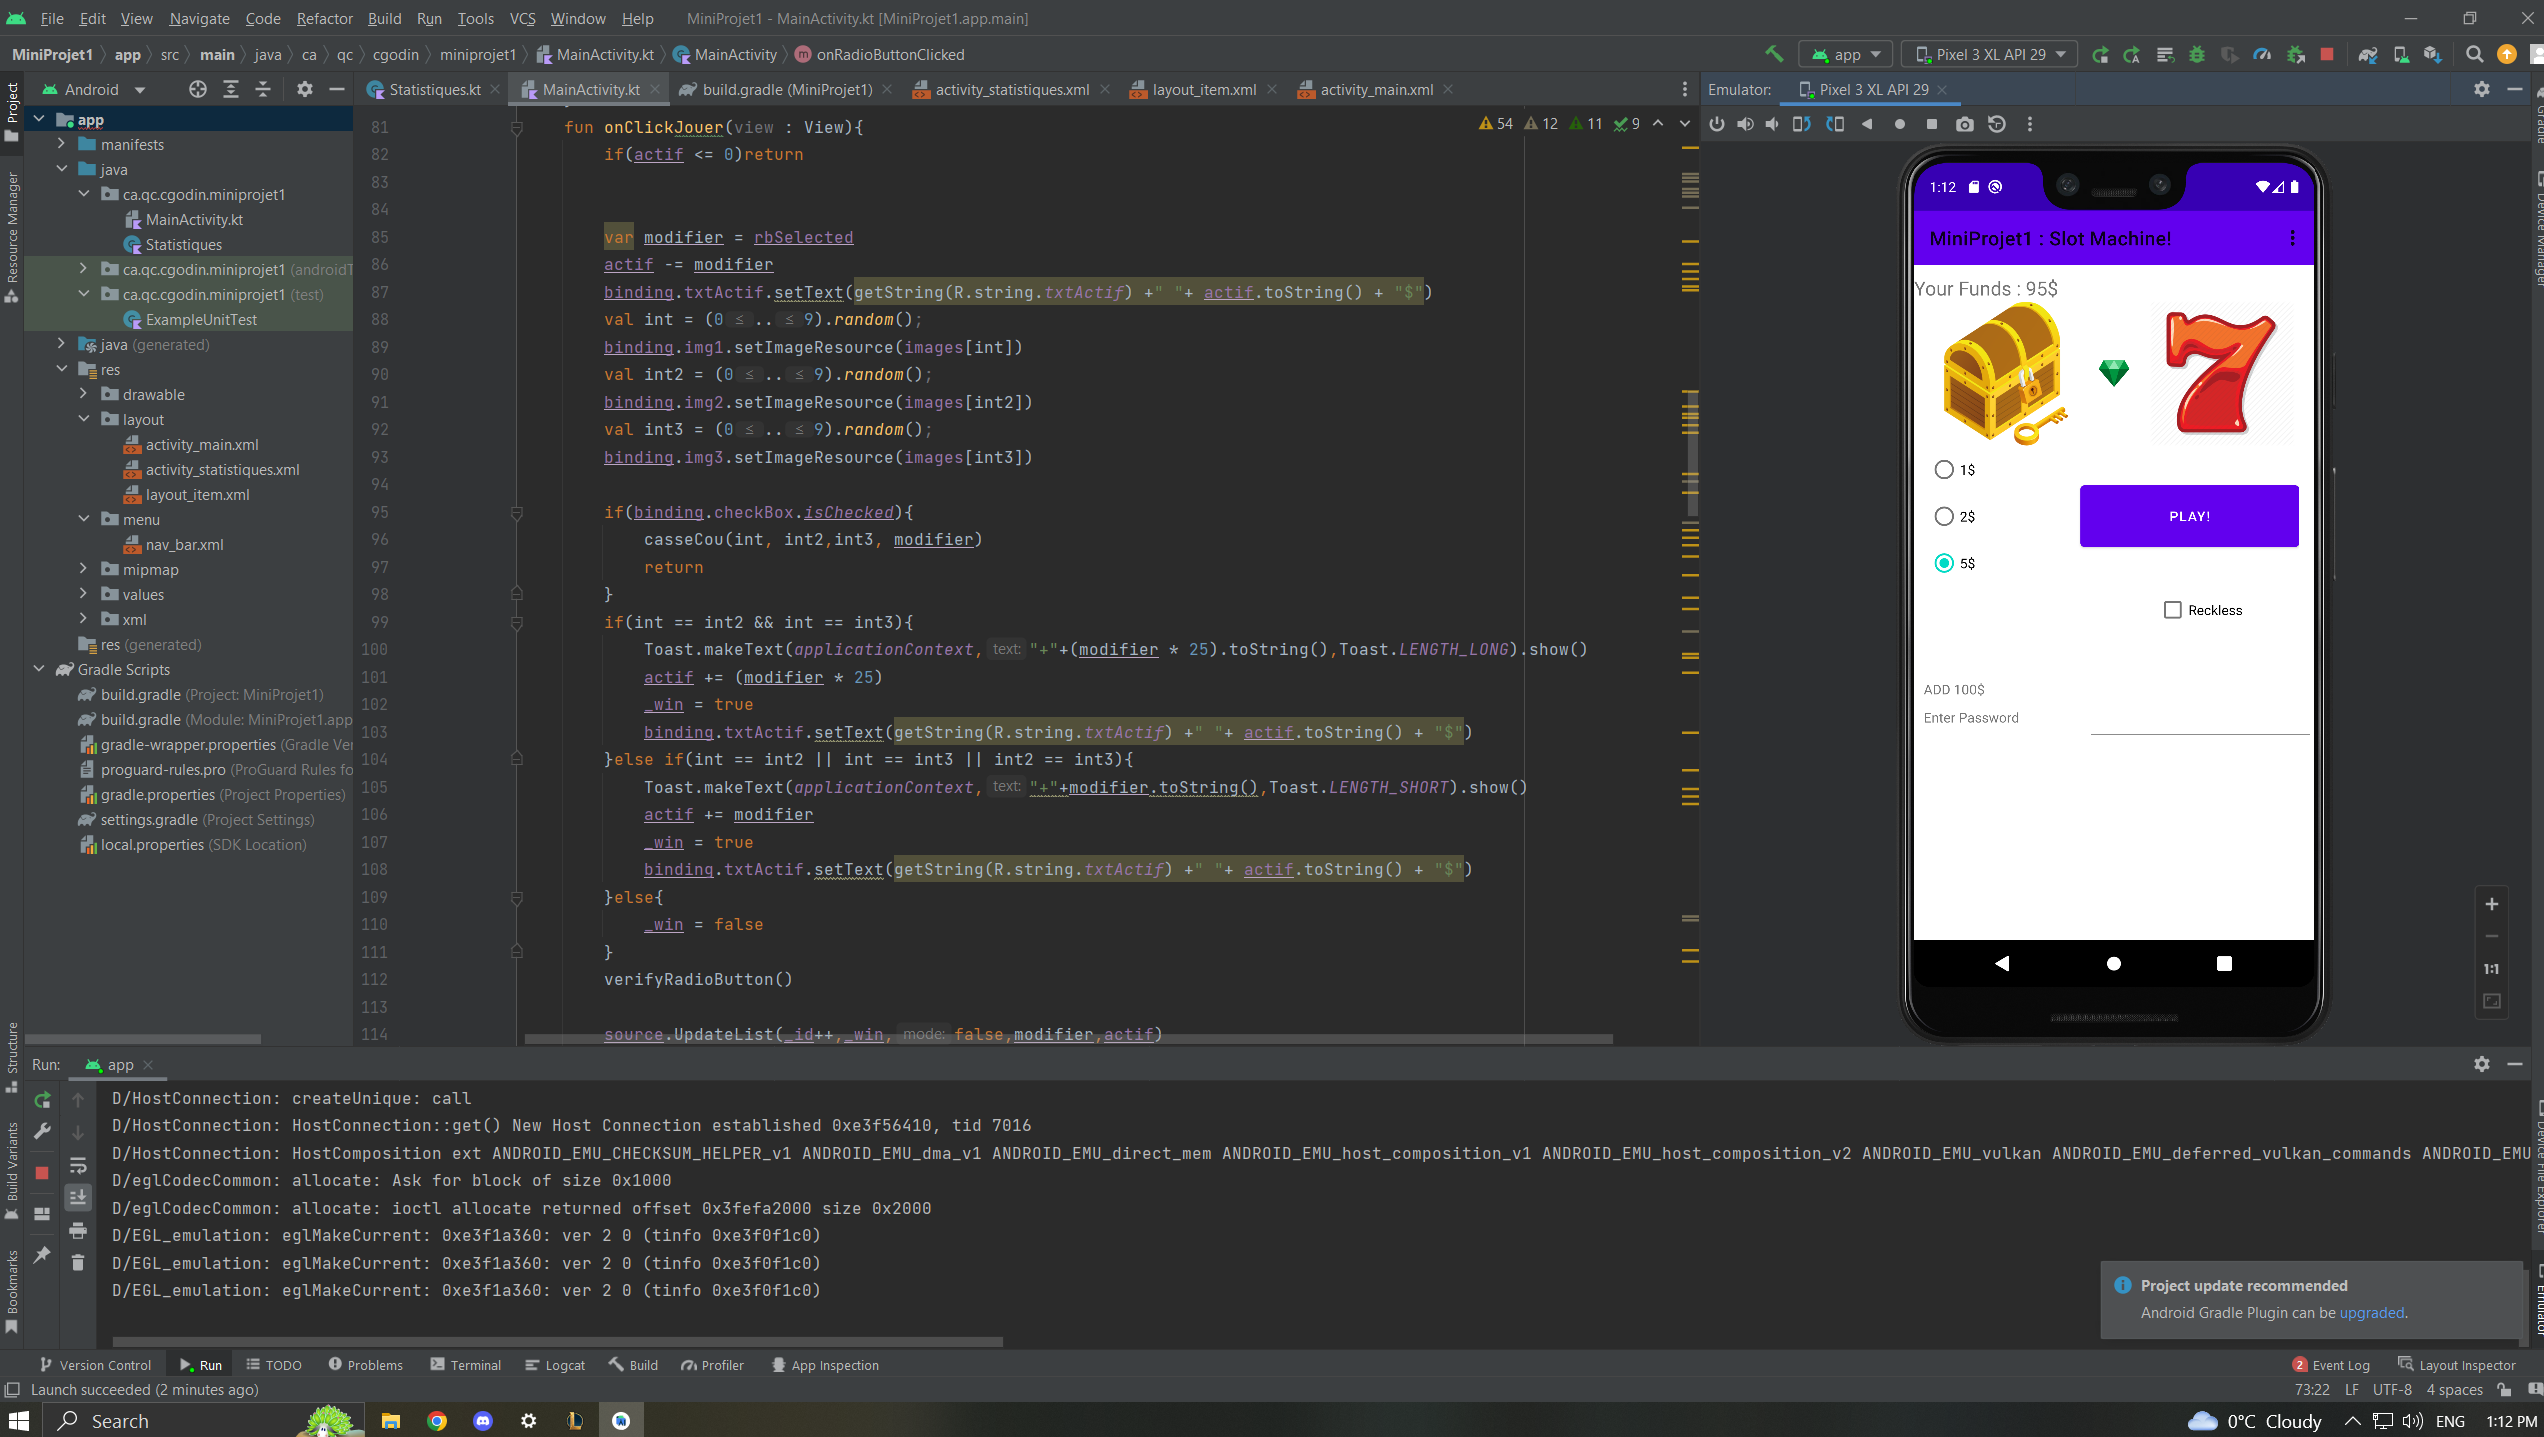 File Edit View Navigate Code Refactor Build Run Tools VCS Window Help MiniProjet1 - MainActivity.kt [MiniProjet1.app.main]
MiniProjet1 app src main java ca qc cgodin miniprojet1 MainActivity.kt MainActivity onRadioButtonClicked app Pixel 3 XL API 29
Android Statistiques.kt MainActivity.kt build.gradle (MiniProjet1) activity_statistiques.xml layout_item.xml activity_main.xml Emulator: Pixel 3 XL API 29
Project
Resource Manager
Structure
Build Variants
Bookmarks
app
manifests
java
ca.qc.cgodin.miniprojet1
MainActivity.kt
Statistiques
ca.qc.cgodin.miniprojet1 (androidT
ca.qc.cgodin.miniprojet1 (test)
ExampleUnitTest
java (generated)
res
drawable
layout
activity_main.xml
activity_statistiques.xml
layout_item.xml
menu
nav_bar.xml
mipmap
values
xml
res (generated)
Gradle Scripts
build.gradle (Project: MiniProjet1)
build.gradle (Module: MiniProjet1.app
gradle-wrapper.properties (Gradle Ver
proguard-rules.pro (ProGuard Rules fo
gradle.properties (Project Properties)
settings.gradle (Project Settings)
local.properties (SDK Location)
54 12 11 9
81 fun onClickJouer(view : View){
82 if(actif <= 0)return
83
84
85 var modifier = rbSelected
86 actif -= modifier
87 binding.txtActif.setText(getString(R.string.txtActif) +" "+ actif.toString() + "$")
88 val int = (0 ≤ .. ≤ 9).random();
89 binding.img1.setImageResource(images[int])
90 val int2 = (0 ≤ .. ≤ 9).random();
91 binding.img2.setImageResource(images[int2])
92 val int3 = (0 ≤ .. ≤ 9).random();
93 binding.img3.setImageResource(images[int3])
94
95 if(binding.checkBox.isChecked){
96 casseCou(int, int2,int3, modifier)
97 return
98 }
99 if(int == int2 && int == int3){
100 Toast.makeText(applicationContext, text: "+"+(modifier * 25).toString(),Toast.LENGTH_LONG).show()
101 actif += (modifier * 25)
102 _win = true
103 binding.txtActif.setText(getString(R.string.txtActif) +" "+ actif.toString() + "$")
104 }else if(int == int2 || int == int3 || int2 == int3){
105 Toast.makeText(applicationContext, text: "+"+modifier.toString(),Toast.LENGTH_SHORT).show()
106 actif += modifier
107 _win = true
108 binding.txtActif.setText(getString(R.string.txtActif) +" "+ actif.toString() + "$")
109 }else{
110 _win = false
111 }
112 verifyRadioButton()
113
114 source.UpdateList(_id++,_win, mode: false,modifier,actif)
1:12
MiniProjet1 : Slot Machine!
Your Funds : 95$
7
1$
2$
PLAY!
5$
Reckless
ADD 100$
Enter Password
1:1
Gradle
Device Manager
Device File Explorer
Emulator
Run: app
D/HostConnection: createUnique: call
D/HostConnection: HostConnection::get() New Host Connection established 0xe3f56410, tid 7016
D/HostConnection: HostComposition ext ANDROID_EMU_CHECKSUM_HELPER_v1 ANDROID_EMU_dma_v1 ANDROID_EMU_direct_mem ANDROID_EMU_host_composition_v1 ANDROID_EMU_host_composition_v2 ANDROID_EMU_vulkan ANDROID_EMU_deferred_vulkan_commands ANDROID_EMU
D/eglCodecCommon: allocate: Ask for block of size 0x1000
D/eglCodecCommon: allocate: ioctl allocate returned offset 0x3fefa2000 size 0x2000
D/EGL_emulation: eglMakeCurrent: 0xe3f1a360: ver 2 0 (tinfo 0xe3f0f1c0)
D/EGL_emulation: eglMakeCurrent: 0xe3f1a360: ver 2 0 (tinfo 0xe3f0f1c0)
D/EGL_emulation: eglMakeCurrent: 0xe3f1a360: ver 2 0 (tinfo 0xe3f0f1c0)
Project update recommended
Android Gradle Plugin can be upgraded.
Version Control Run TODO Problems Terminal Logcat Build Profiler App Inspection 2 Event Log Layout Inspector
Launch succeeded (2 minutes ago) 73:22 LF UTF-8 4 spaces
Search 0°C Cloudy ENG 1:12 PM